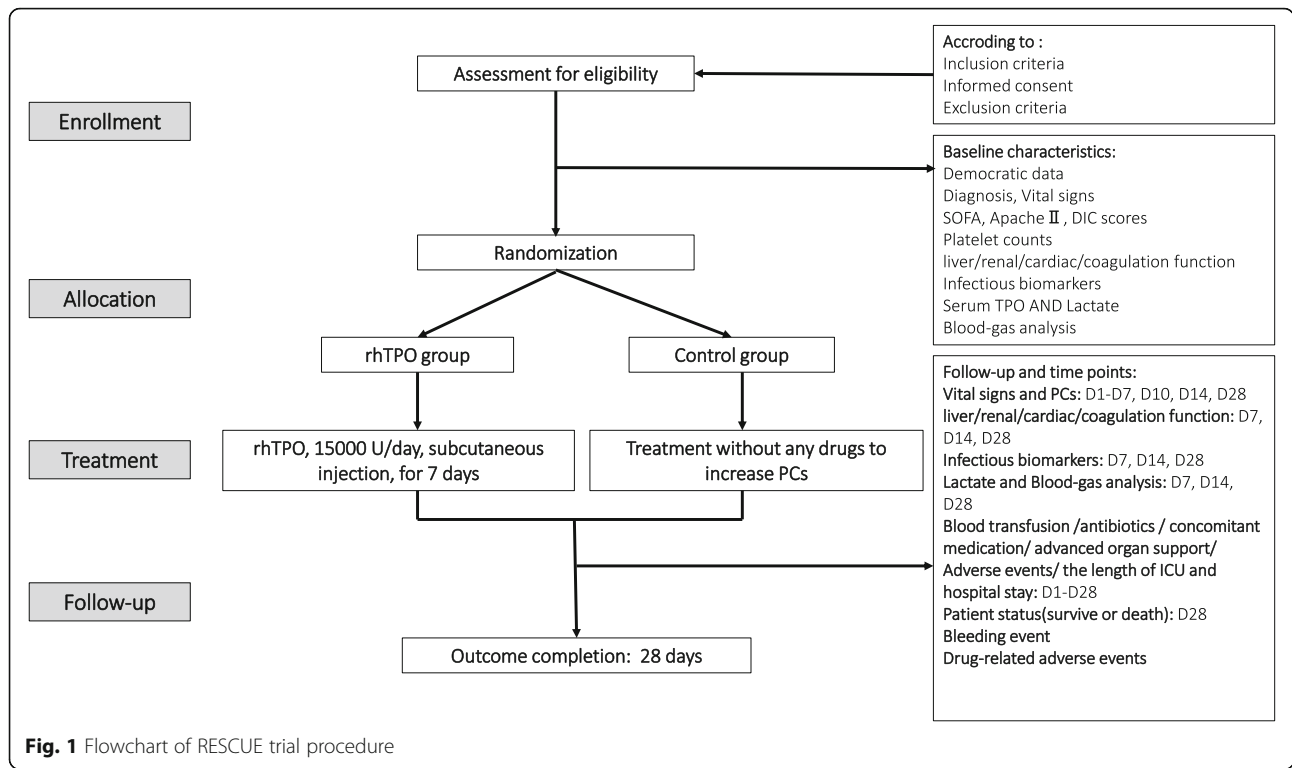 Assessment for eligibility
Accroding to :
Inclusion criteria
Informed consent
Exclusion criteria
Enrollment
Baseline characteristics:
Democratic data
Diagnosis, Vital signs
SOFA, Apache Ⅱ , DIC scores
Platelet counts
liver/renal/cardiac/coagulation function
Infectious biomarkers
Serum TPO AND Lactate
Blood-gas analysis
Randomization
Allocation
rhTPO group
Control group
Treatment
rhTPO, 15000 U/day, subcutaneous
injection, for 7 days
Treatment without any drugs to
increase PCs
Follow-up and time points:
Vital signs and PCs: D1-D7, D10, D14, D28
liver/renal/cardiac/coagulation function: D7,
D14, D28
Infectious biomarkers: D7, D14, D28
Lactate and Blood-gas analysis: D7, D14,
D28
Blood transfusion /antibiotics / concomitant
medication/ advanced organ support/
Adverse events/ the length of ICU and
hospital stay: D1-D28
Patient status(survive or death): D28
Bleeding event
Drug-related adverse events
Follow-up
Outcome completion: 28 days
Fig. 1 Flowchart of RESCUE trial procedure